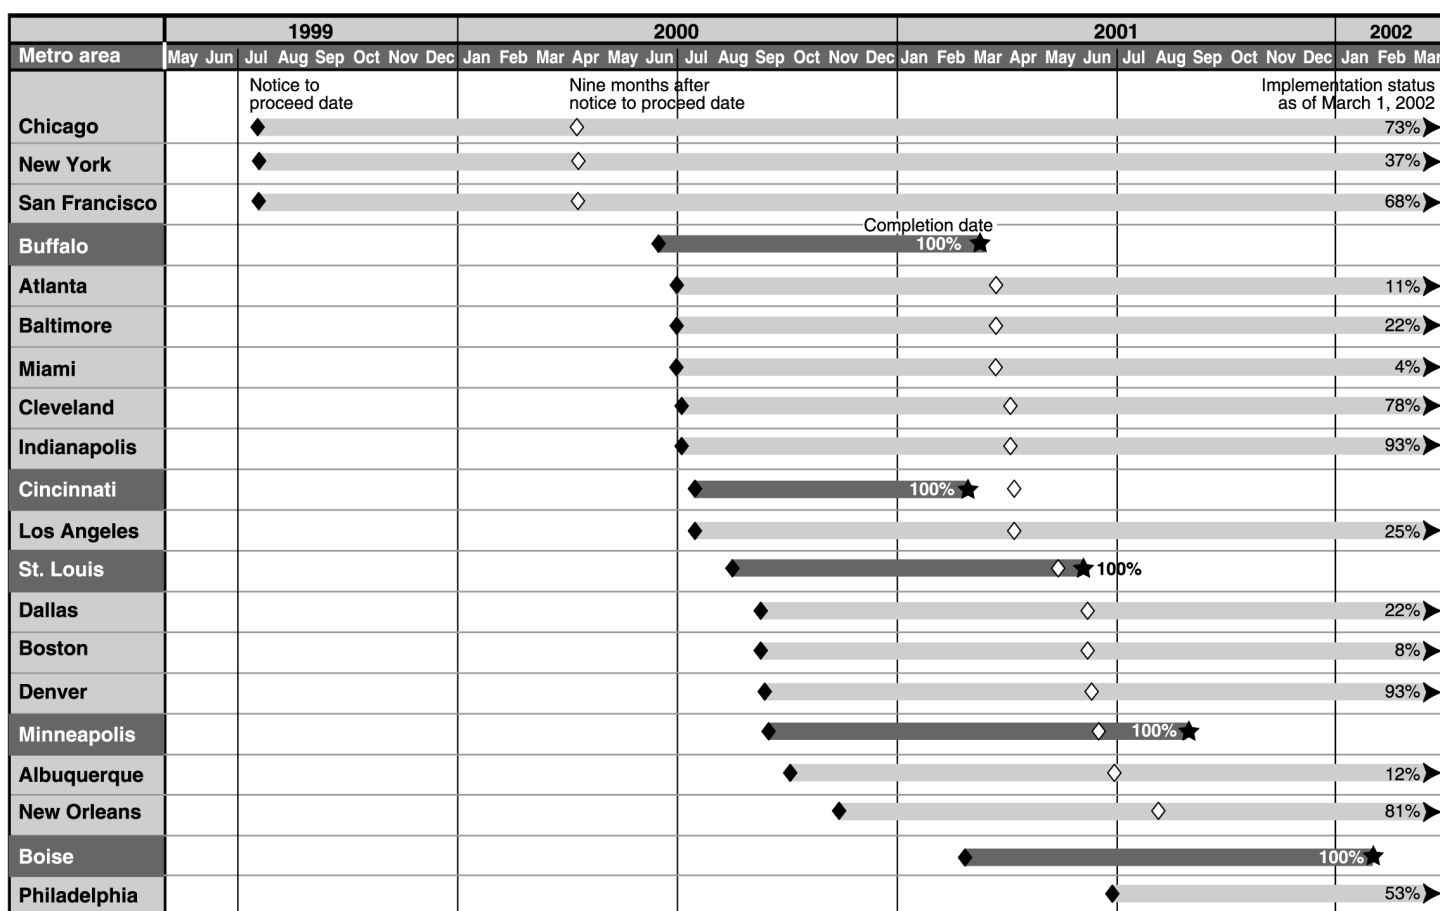 1999 2000 2001 2002
Metro area May Jun Jul Aug Sep Oct Nov Dec Jan Feb Mar Apr May Jun Jul Aug Sep Oct Nov Dec Jan Feb Mar Apr May Jun Jul Aug Sep Oct Nov Dec Jan Feb Mar
Notice to Nine months after Implementation status
proceed date notice to proceed date as of March 1, 2002
Chicago 73%
New York 37%
San Francisco 68%
Completion date
Buffalo 100%
Atlanta 11%
Baltimore 22%
Miami 4%
Cleveland 78%
Indianapolis 93%
Cincinnati 100%
Los Angeles 25%
St. Louis 100%
Dallas 22%
Boston 8%
Denver 93%
Minneapolis 100%
Albuquerque 12%
New Orleans 81%
Boise 100%
Philadelphia 53%